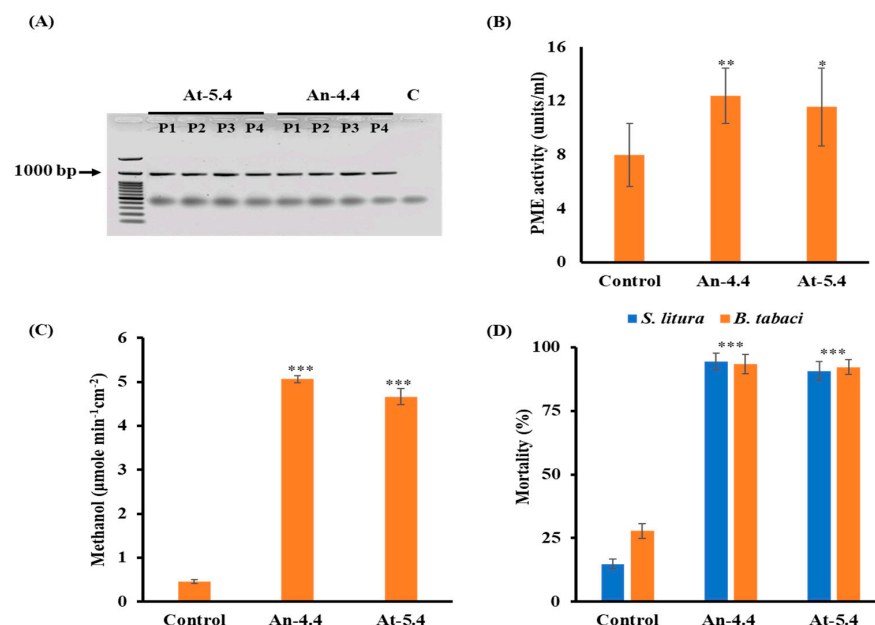 (A)
At-5.4 An-4.4 C
P1 P2 P3 P4 P1 P2 P3 P4
1000 bp
(B)
PME activity (units/ml)
16
12
8
4
0
Control An-4.4 At-5.4
** *
(C)
Methanol (µmole min⁻¹cm⁻²)
6
5
4
3
2
1
0
Control An-4.4 At-5.4
*** ***
(D)
S. litura B. tabaci
Mortality (%)
100
75
50
25
0
Control An-4.4 At-5.4
*** ***